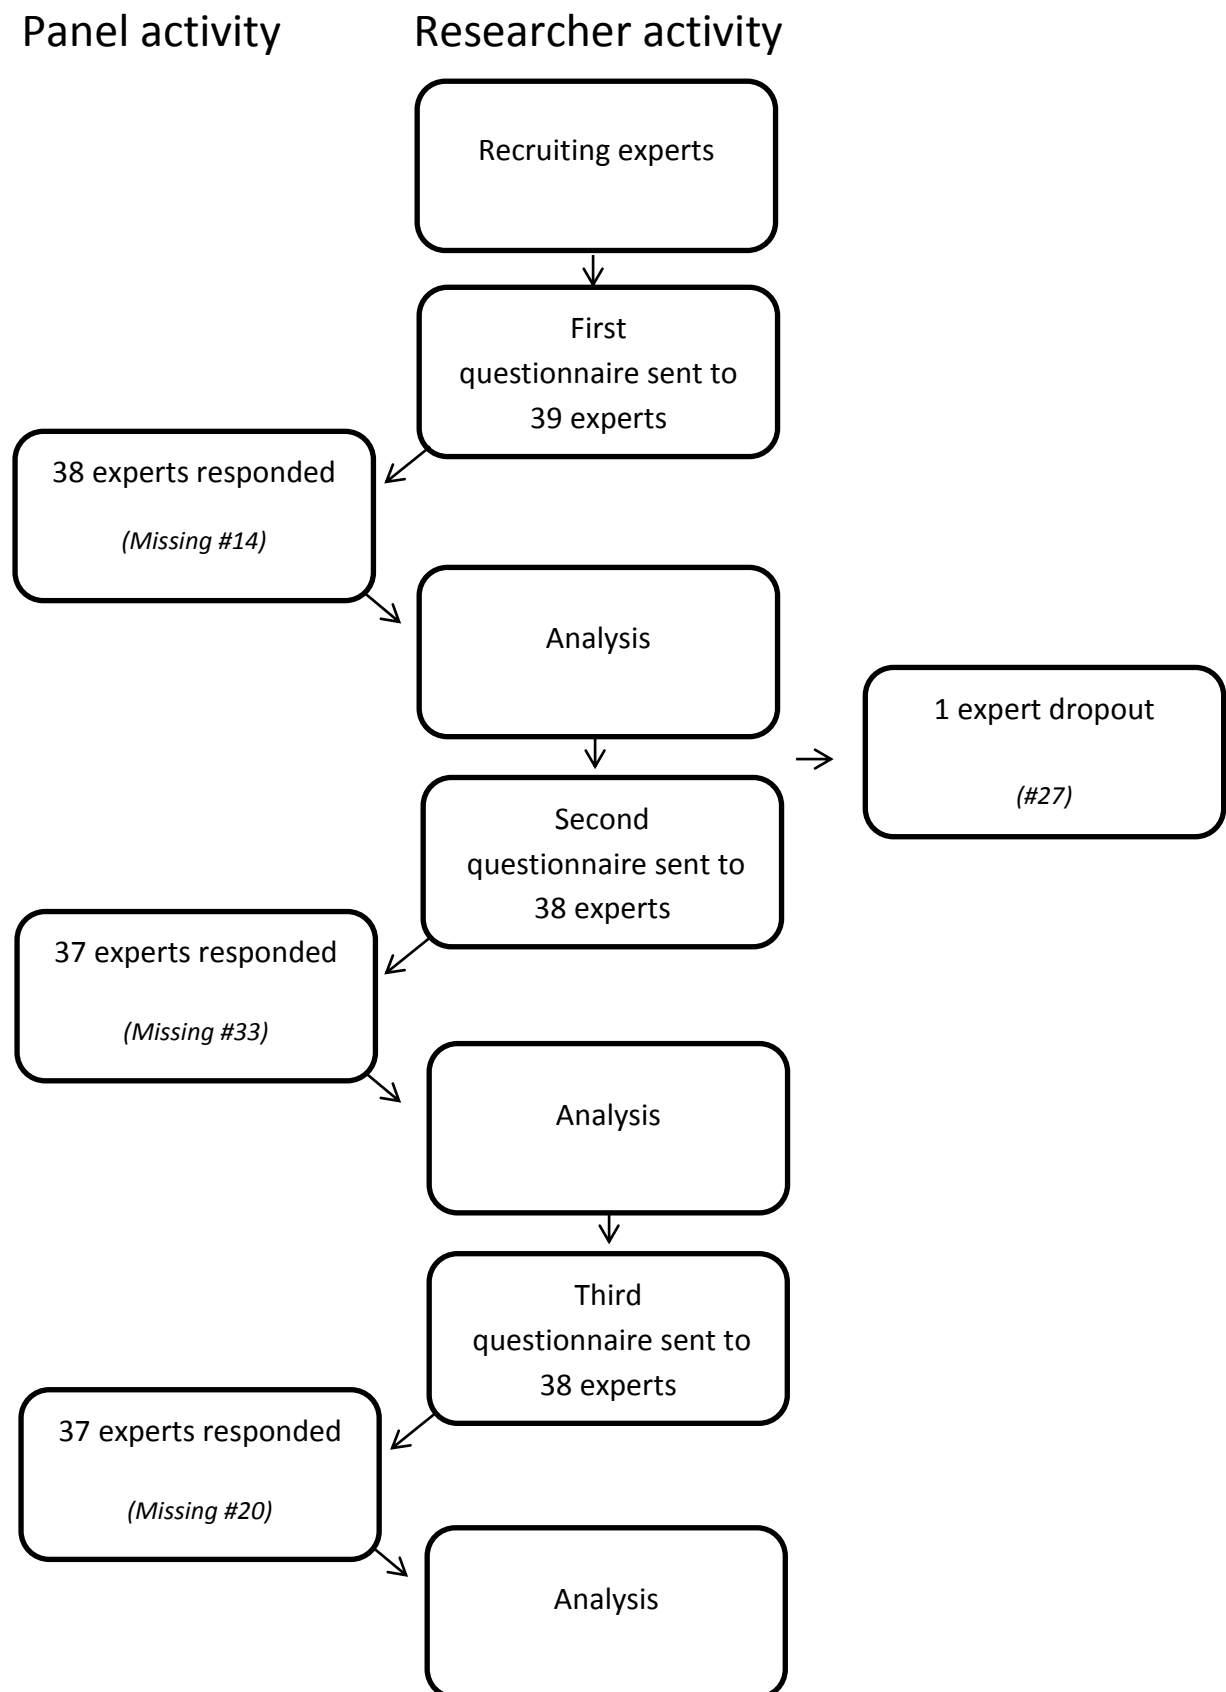 Panel activity
Researcher activity
Recruiting experts
First
questionnaire sent to
39 experts
38 experts responded
(Missing #14)
Analysis
1 expert dropout
(#27)
Second
questionnaire sent to
38 experts
37 experts responded
(Missing #33)
Analysis
Third
questionnaire sent to
38 experts
37 experts responded
(Missing #20)
Analysis